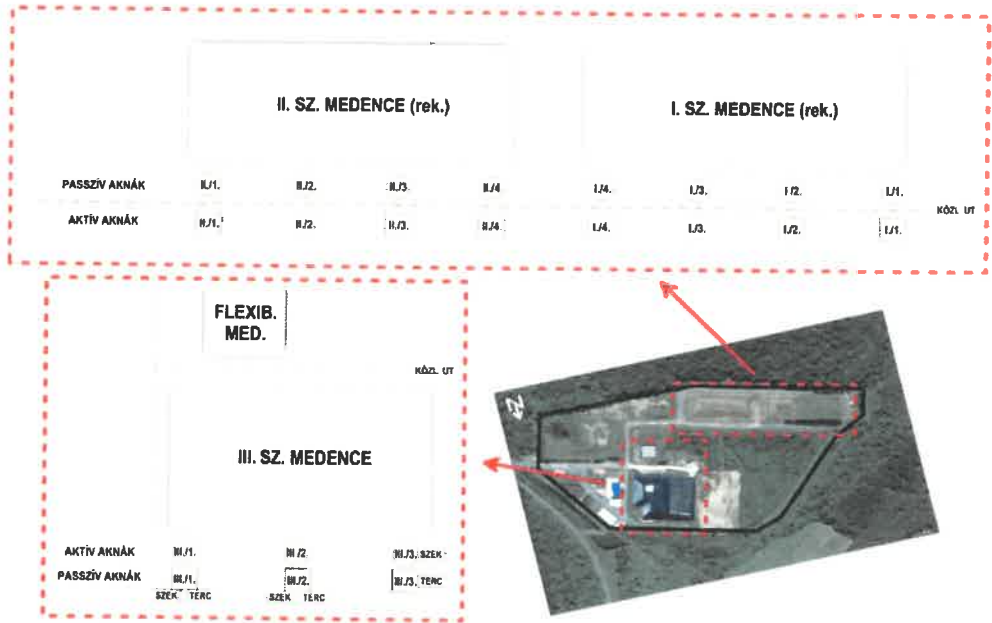 II. SZ. MEDENCE (rek.) I. SZ. MEDENCE (rek.)
PASSZÍV AKNÁK II./1. II./2. II./3. II./4 I./4. I./3. I./2. I./1.
KÖZL. UT
AKTÍV AKNÁK II./1. II./2. II./3. II./4. I./4. I./3. I./2. I./1.
FLEXIB.
MED.
KÖZL. UT
III. SZ. MEDENCE
AKTÍV AKNÁK III./1. III./2. III./3. SZEK
PASSZÍV AKNÁK III./1. III./2. III./3. TERC
SZEK TERC SZEK TERC